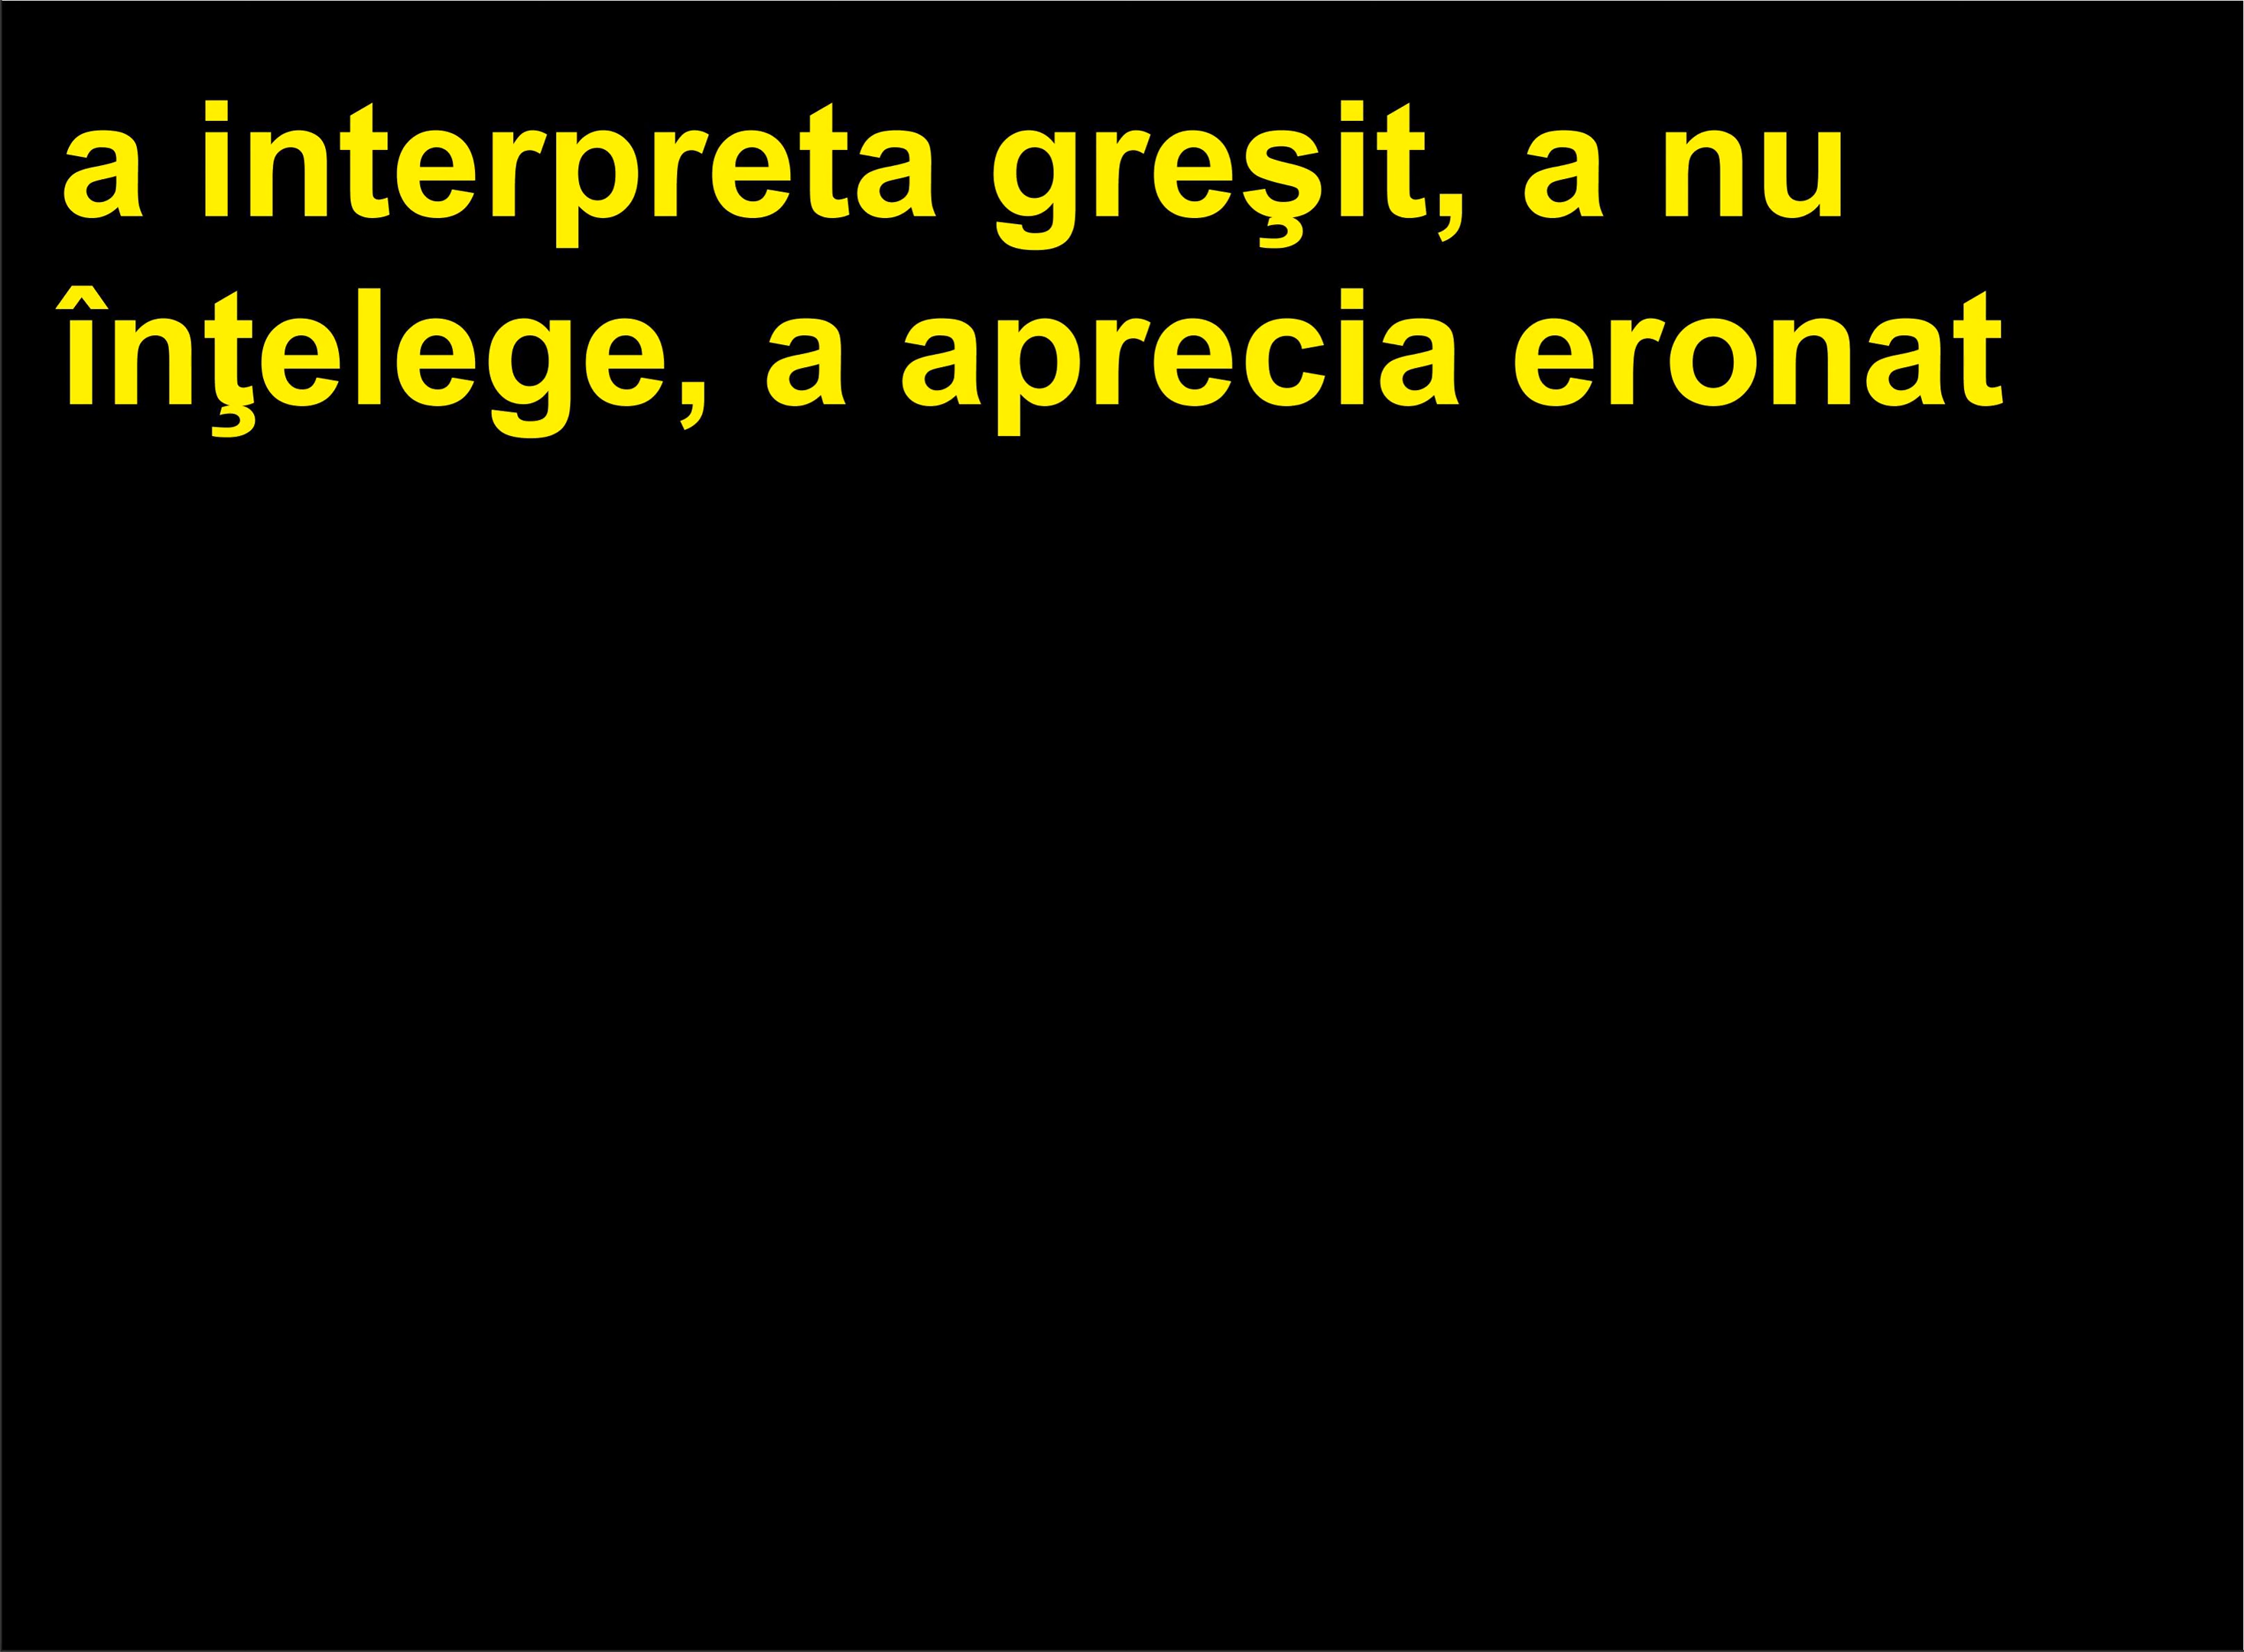 a interpreta greşit, a nu
înţelege, a aprecia eronat